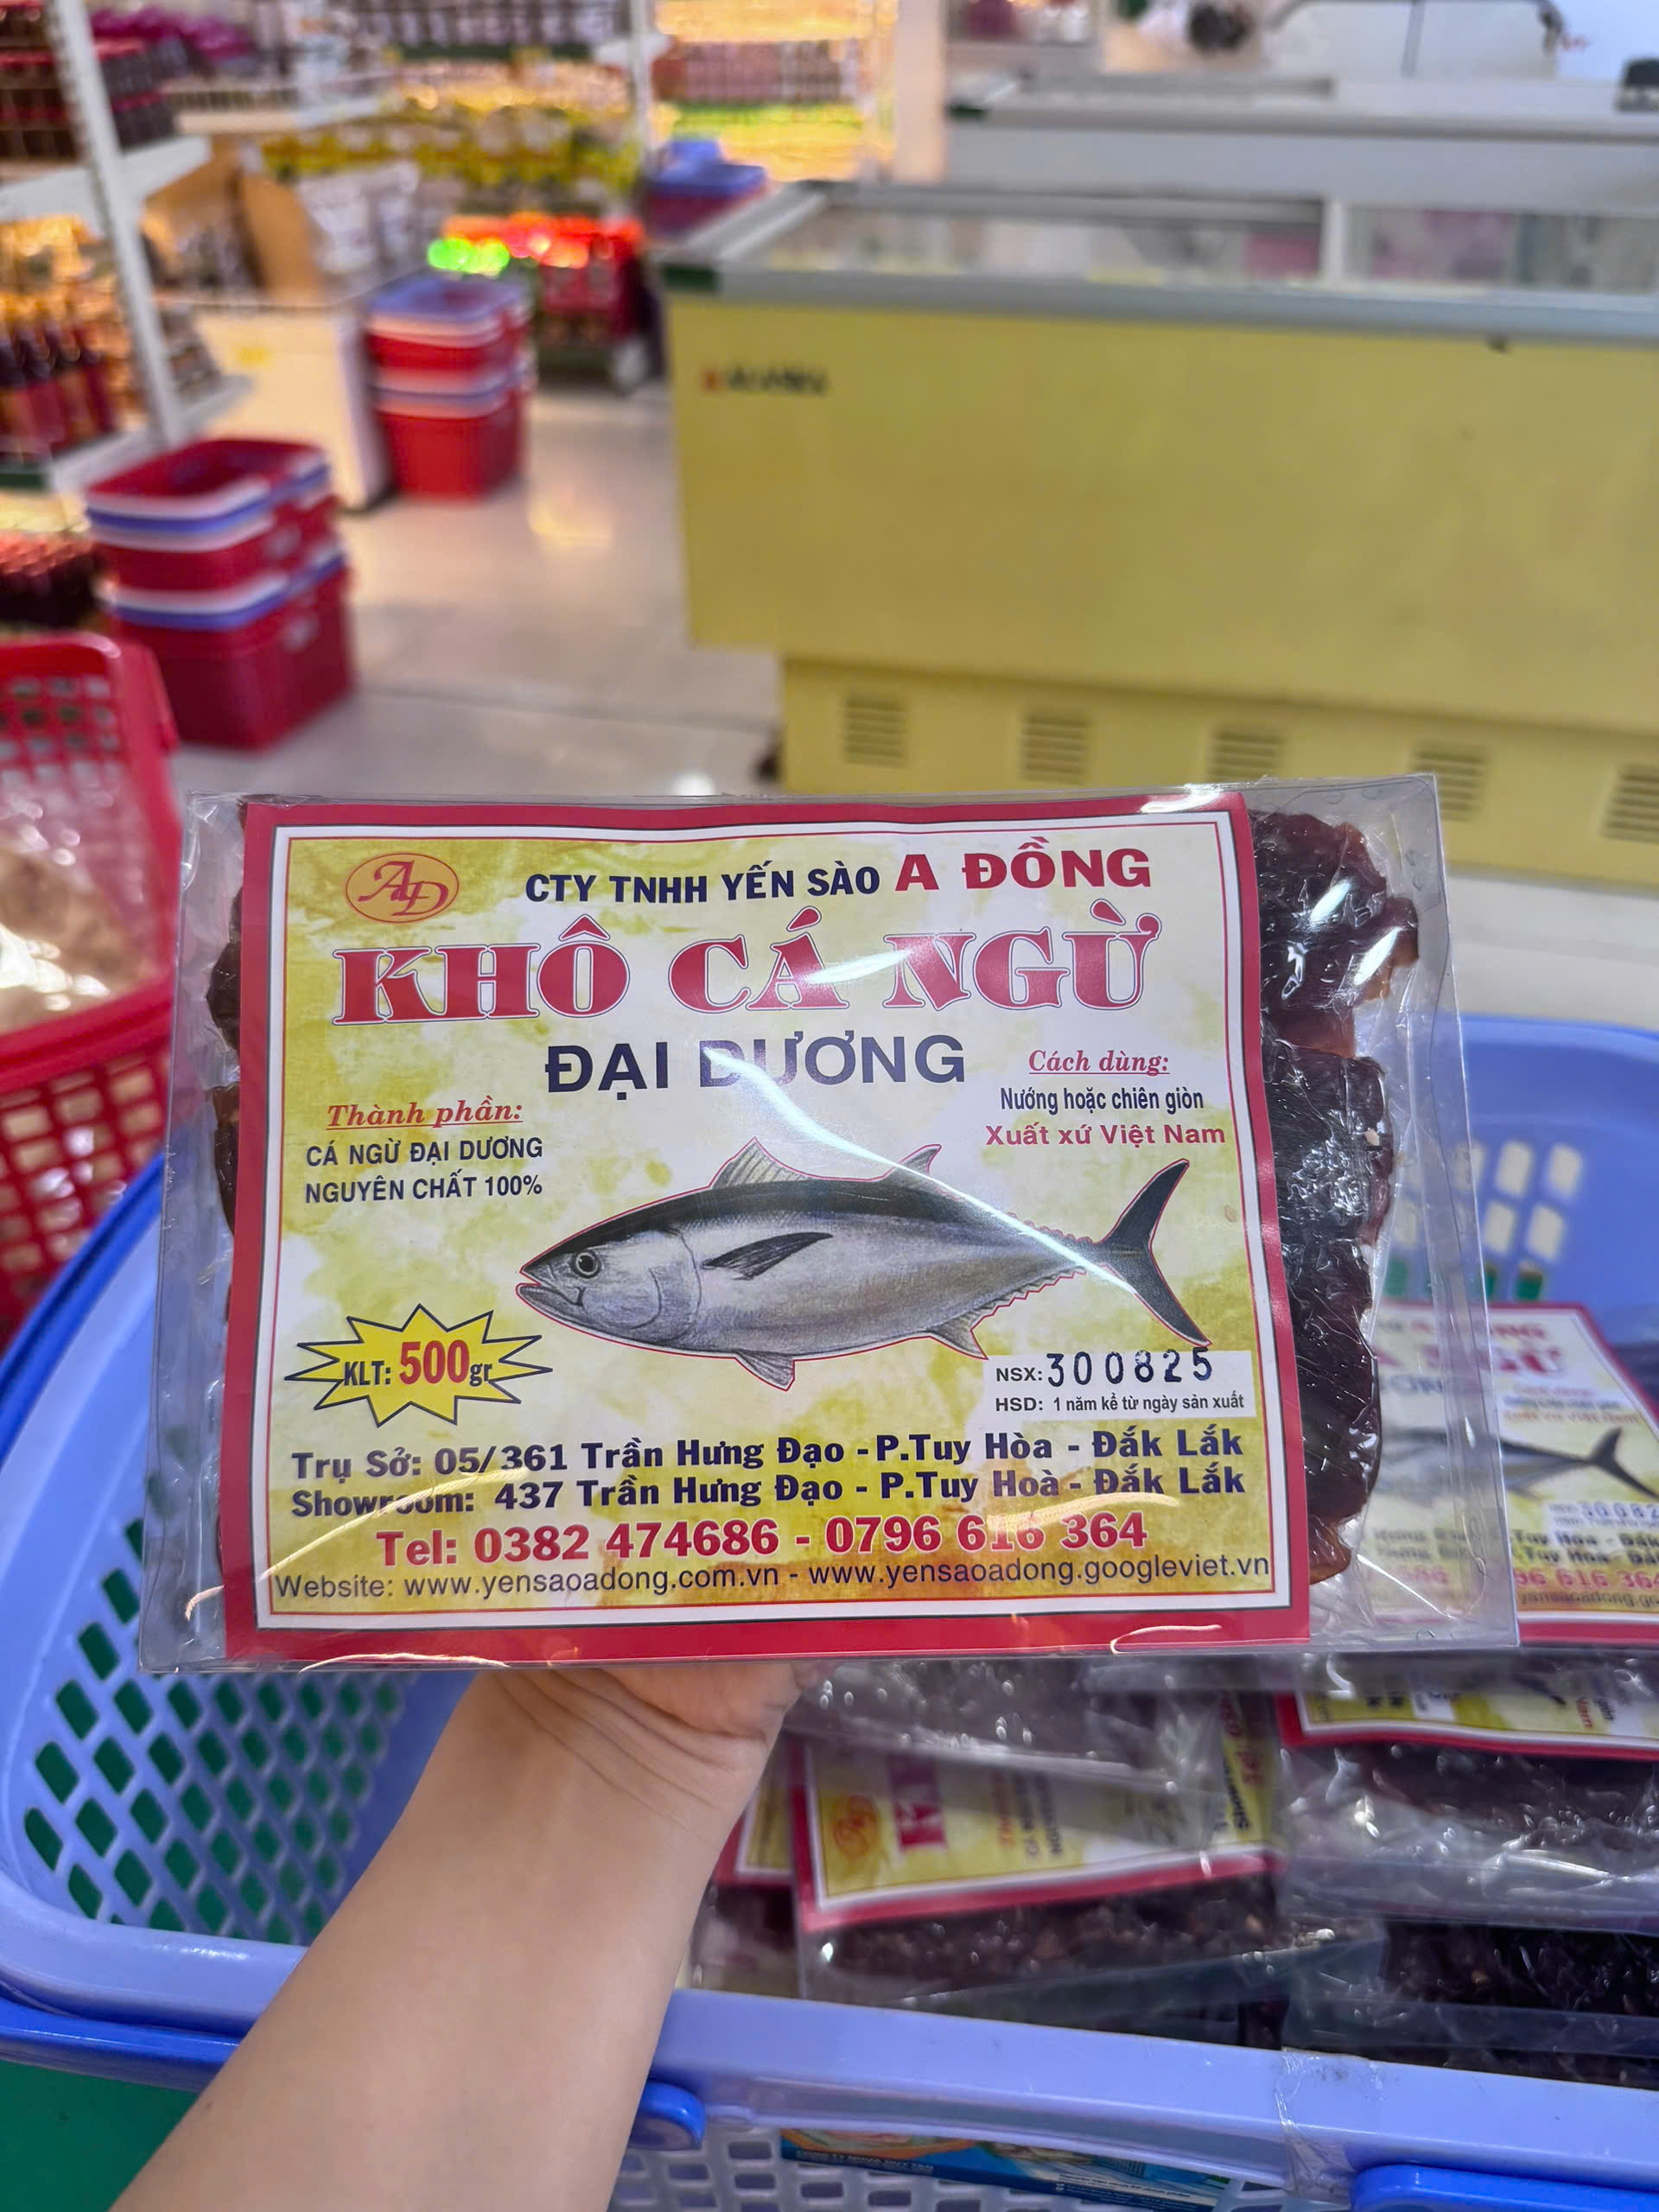 AĐ
CTY TNHH YẾN SÀO A ĐỒNG
KHÔ CÁ NGỪ
ĐẠI DƯƠNG
Cách dùng:
Nướng hoặc chiên giòn
Xuất xứ Việt Nam
Thành phần:
CÁ NGỪ ĐẠI DƯƠNG
NGUYÊN CHẤT 100%
KLT: 500gr
NSX: 300825
HSD: 1 năm kể từ ngày sản xuất
Trụ Sở: 05/361 Trần Hưng Đạo - P.Tuy Hòa - Đắk Lắk
Showroom: 437 Trần Hưng Đạo - P.Tuy Hoà - Đắk Lắk
Tel: 0382 474686 - 0796 616 364
Website: www.yensaoadong.com.vn - www.yensaoadong.googleviet.vn